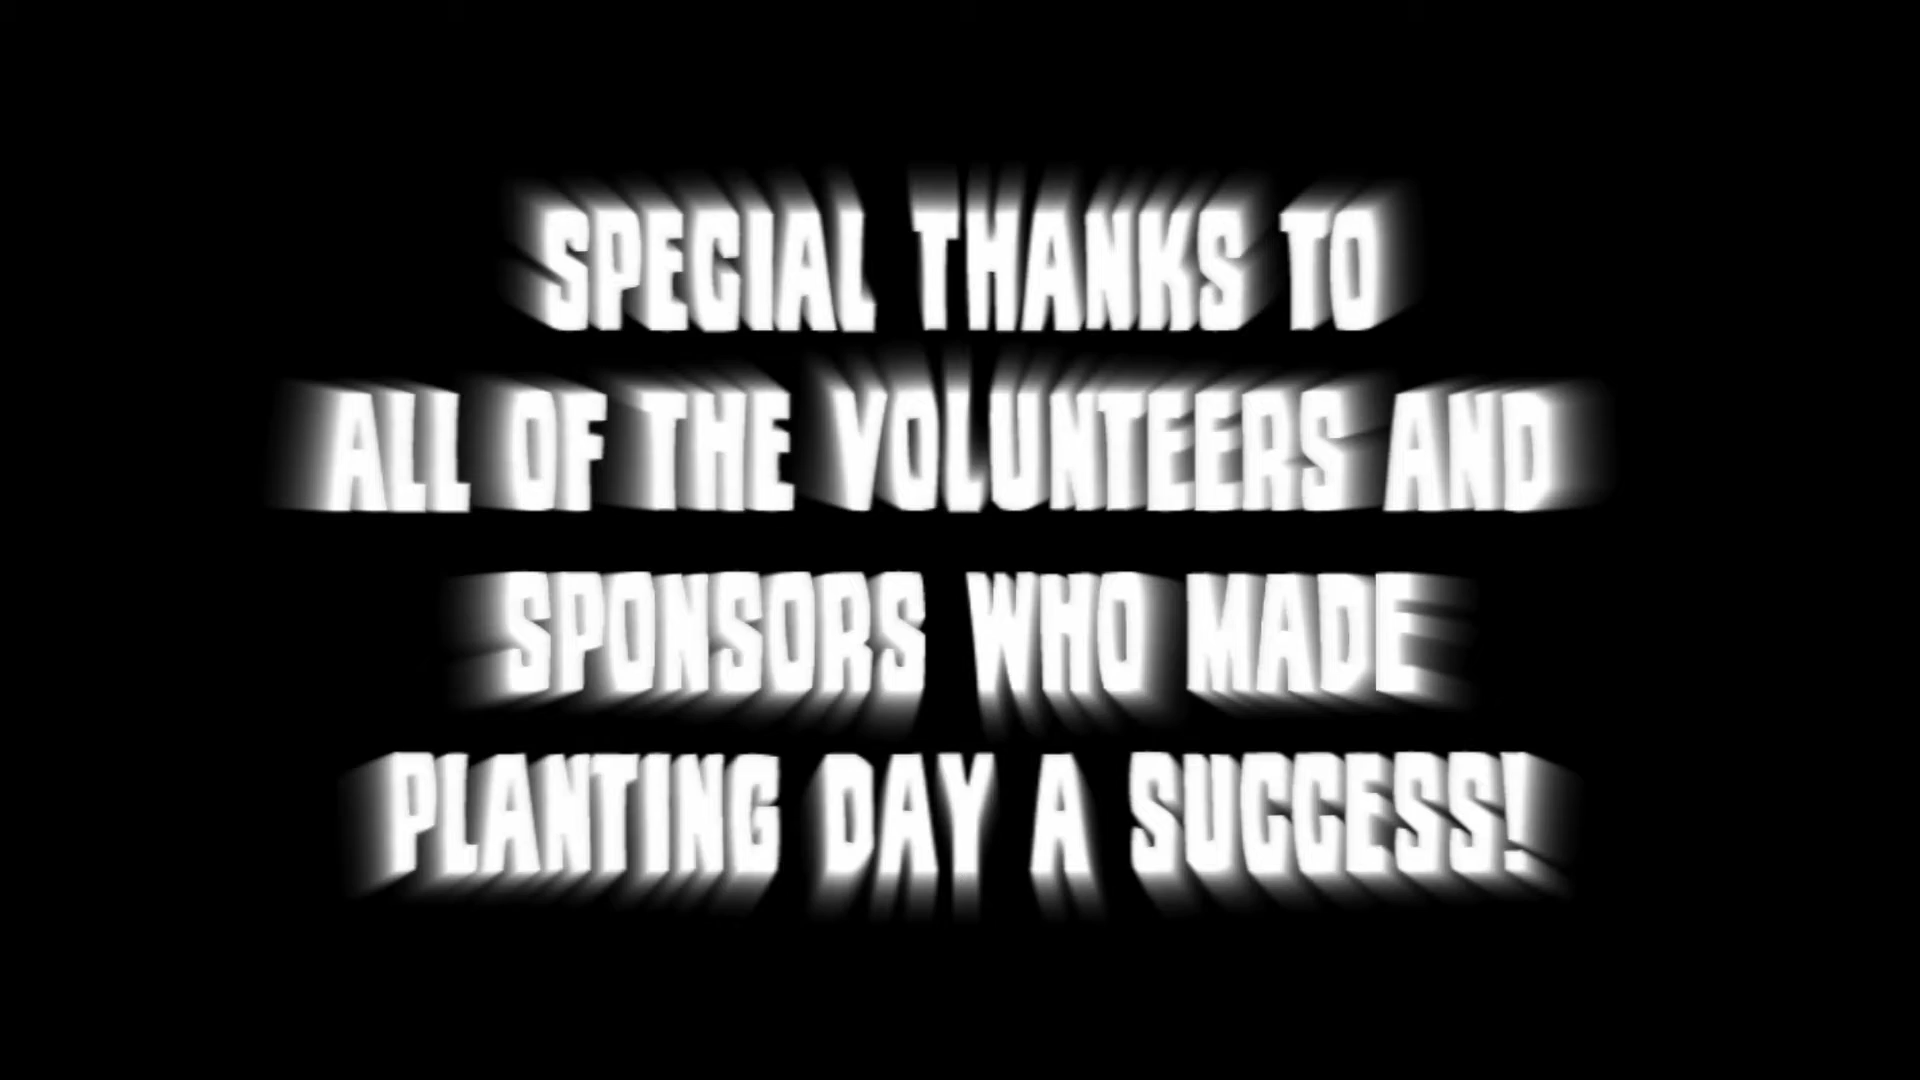 SPECIAL THANKS TO
ALL OF THE VOLUNTEERS AND
SPONSORS WHO MADE
PLANTING DAY A SUCCESS!